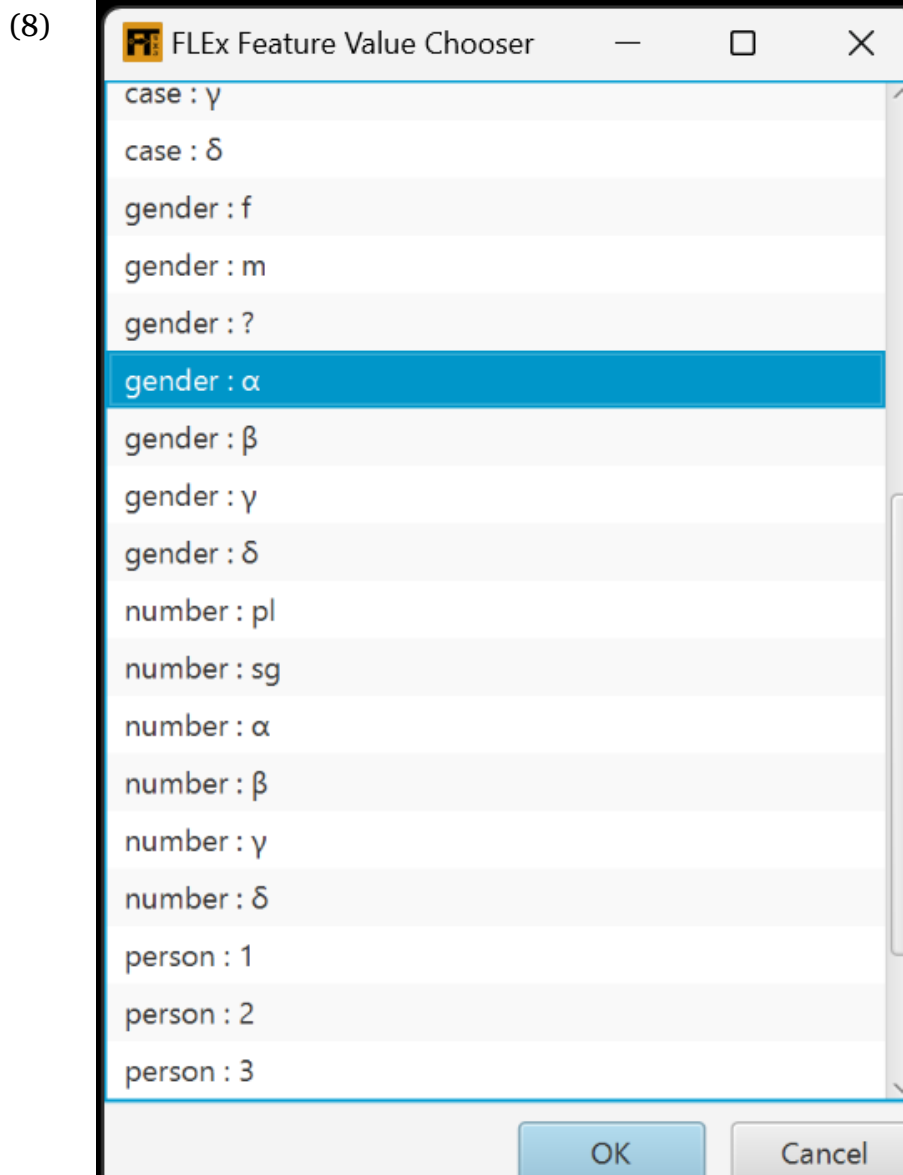 (8)
FLEx Feature Value Chooser
case : γ
case : δ
gender : f
gender : m
gender : ?
gender : α
gender : β
gender : γ
gender : δ
number : pl
number : sg
number : α
number : β
number : γ
number : δ
person : 1
person : 2
person : 3
OK Cancel